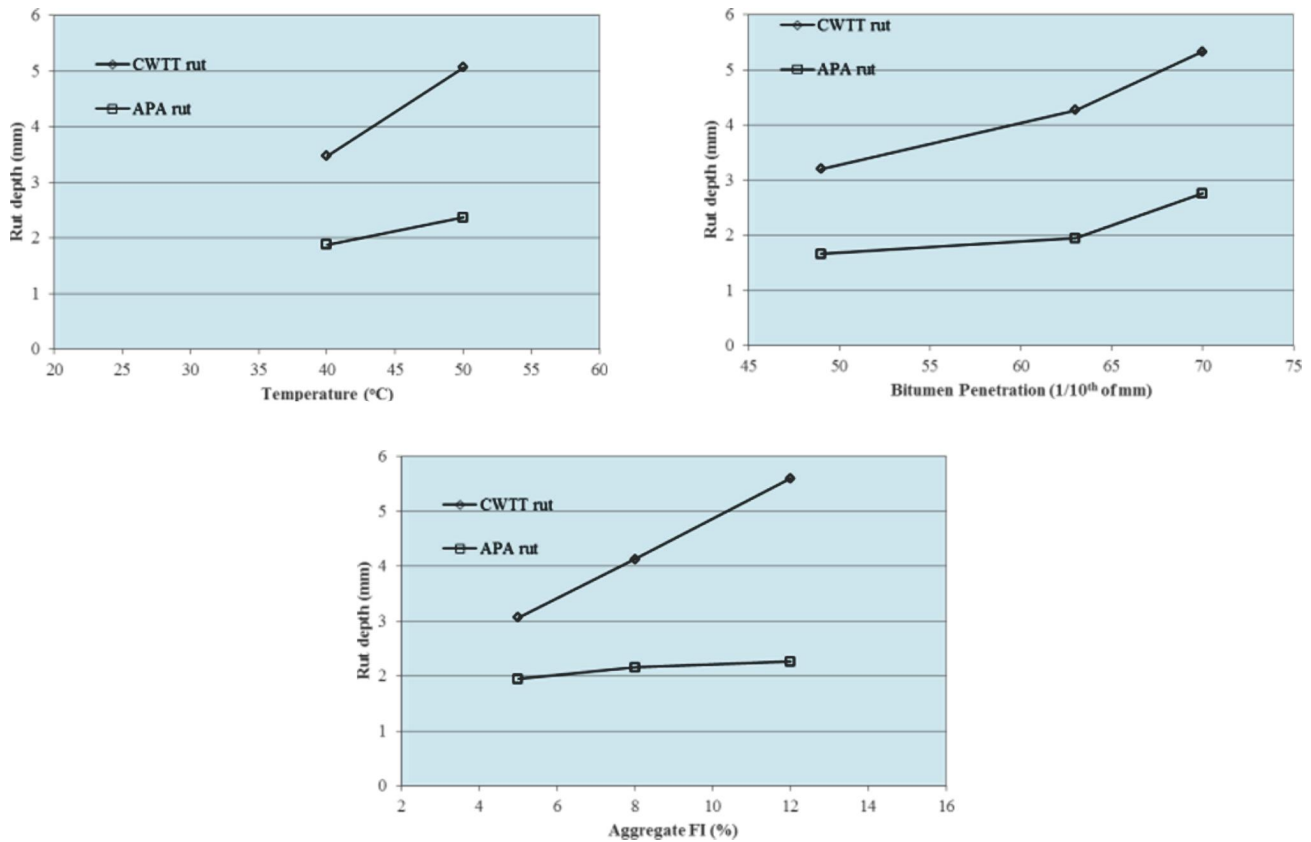 6
5
4
3
2
1
0
CWTT rut
APA rut
Rut depth (mm)
20 25 30 35 40 45 50 55 60
Temperature (°C)
6
5
4
3
2
1
0
CWTT rut
APA rut
Rut depth (mm)
45 50 55 60 65 70 75
Bitumen Penetration (1/10th of mm)
6
5
4
3
2
1
0
CWTT rut
APA rut
Rut depth (mm)
2 4 6 8 10 12 14 16
Aggregate FI (%)